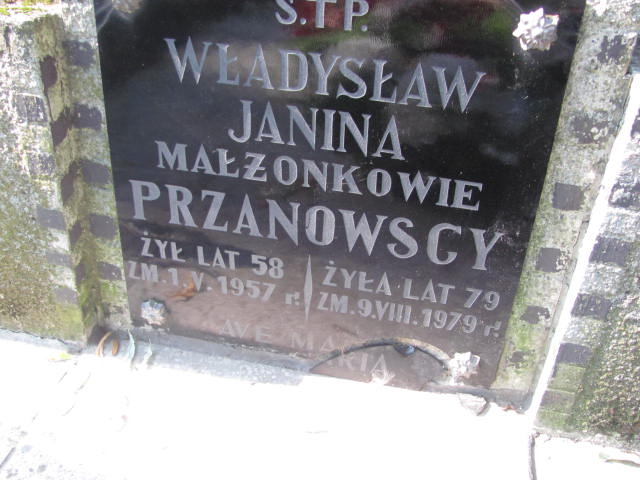 S.†P.
WŁADYSŁAW
JANINA
MAŁŻONKOWIE
PRZANOWSCY
ŻYŁ LAT 58
ZM. 1.V. 1957 r.
ŻYŁA LAT 79
ZM. 9.VIII. 1979 r.
AVE MARIA